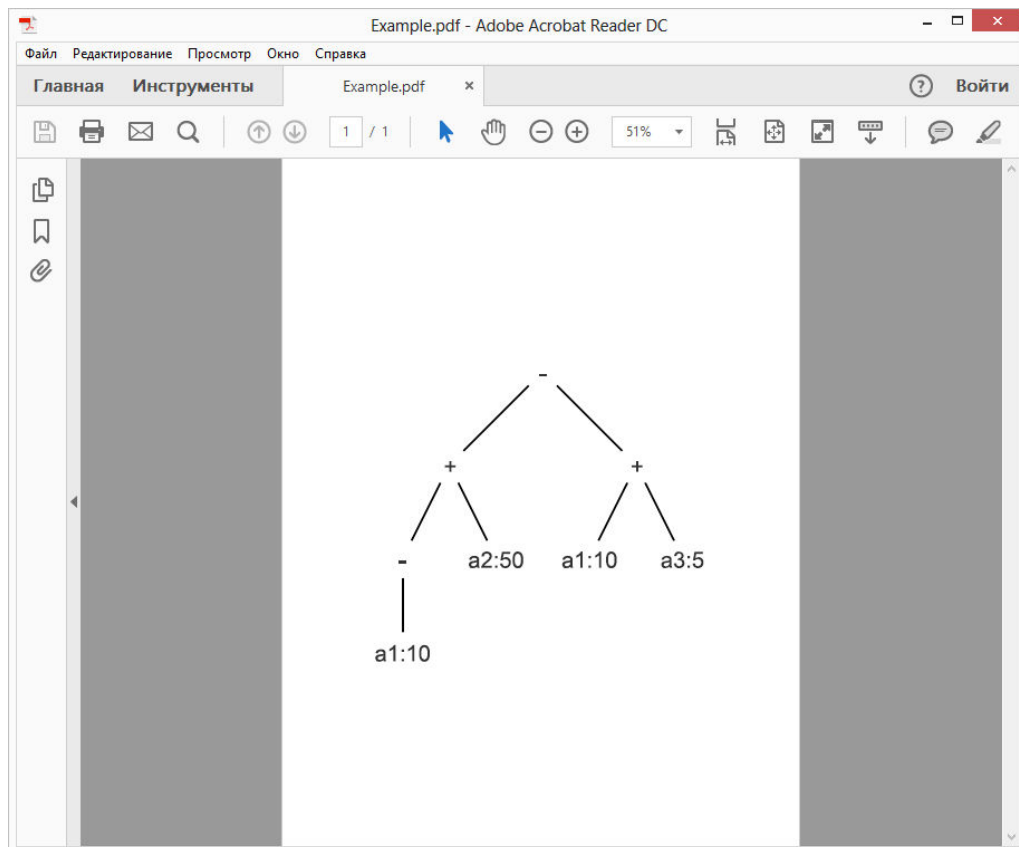 Example.pdf - Adobe Acrobat Reader DC
Файл Редактирование Просмотр Окно Справка
Главная Инструменты Example.pdf × ? Войти
1 / 1 51%
-
+ +
- a2:50 a1:10 a3:5
a1:10